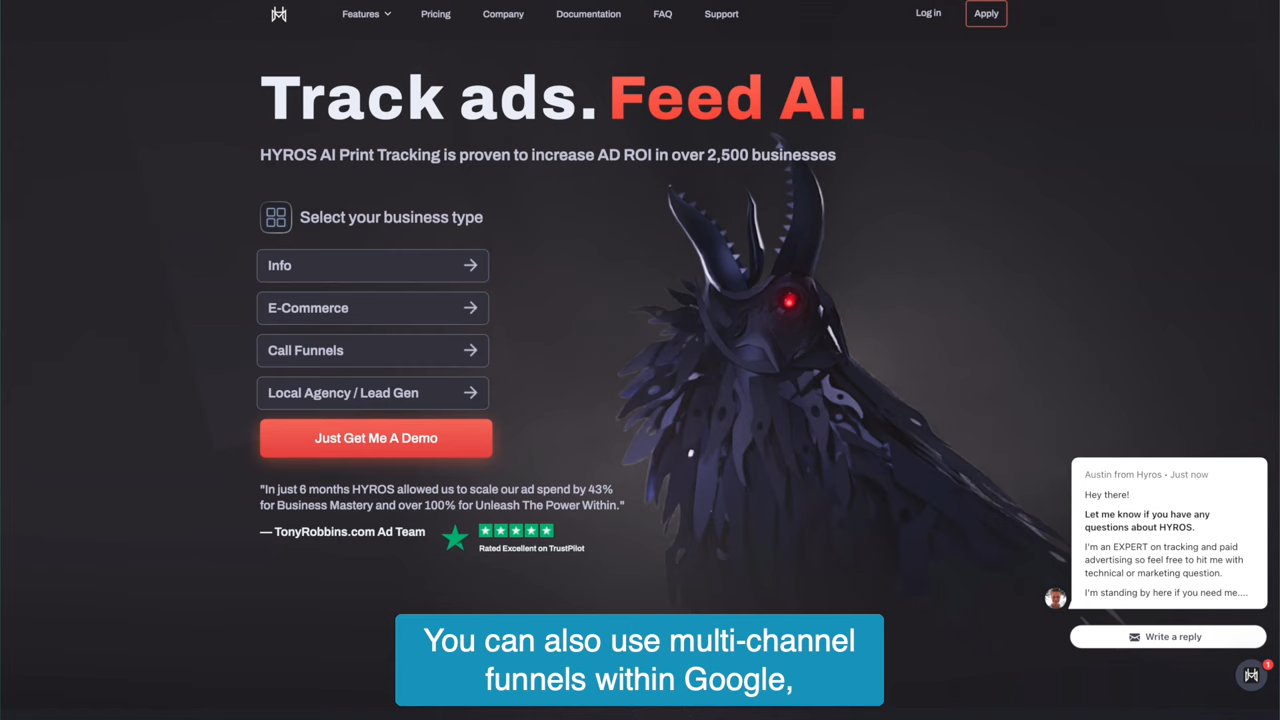 Features
Pricing
Company
Documentation
FAQ
Support
Log in
Apply
Track ads. Feed AI.
HYROS AI Print Tracking is proven to increase AD ROI in over 2,500 businesses
Select your business type
Info
E-Commerce
Call Funnels
Local Agency / Lead Gen
Just Get Me A Demo
"In just 6 months HYROS allowed us to scale our ad spend by 43%
for Business Mastery and over 100% for Unleash The Power Within."
— TonyRobbins.com Ad Team
Rated Excellent on TrustPilot
Austin from Hyros • Just now
Hey there!
Let me know if you have any
questions about HYROS.
I'm an EXPERT on tracking and paid
advertising so feel free to hit me with
technical or marketing question.
I'm standing by here if you need me....
Write a reply
1
You can also use multi-channel
funnels within Google,